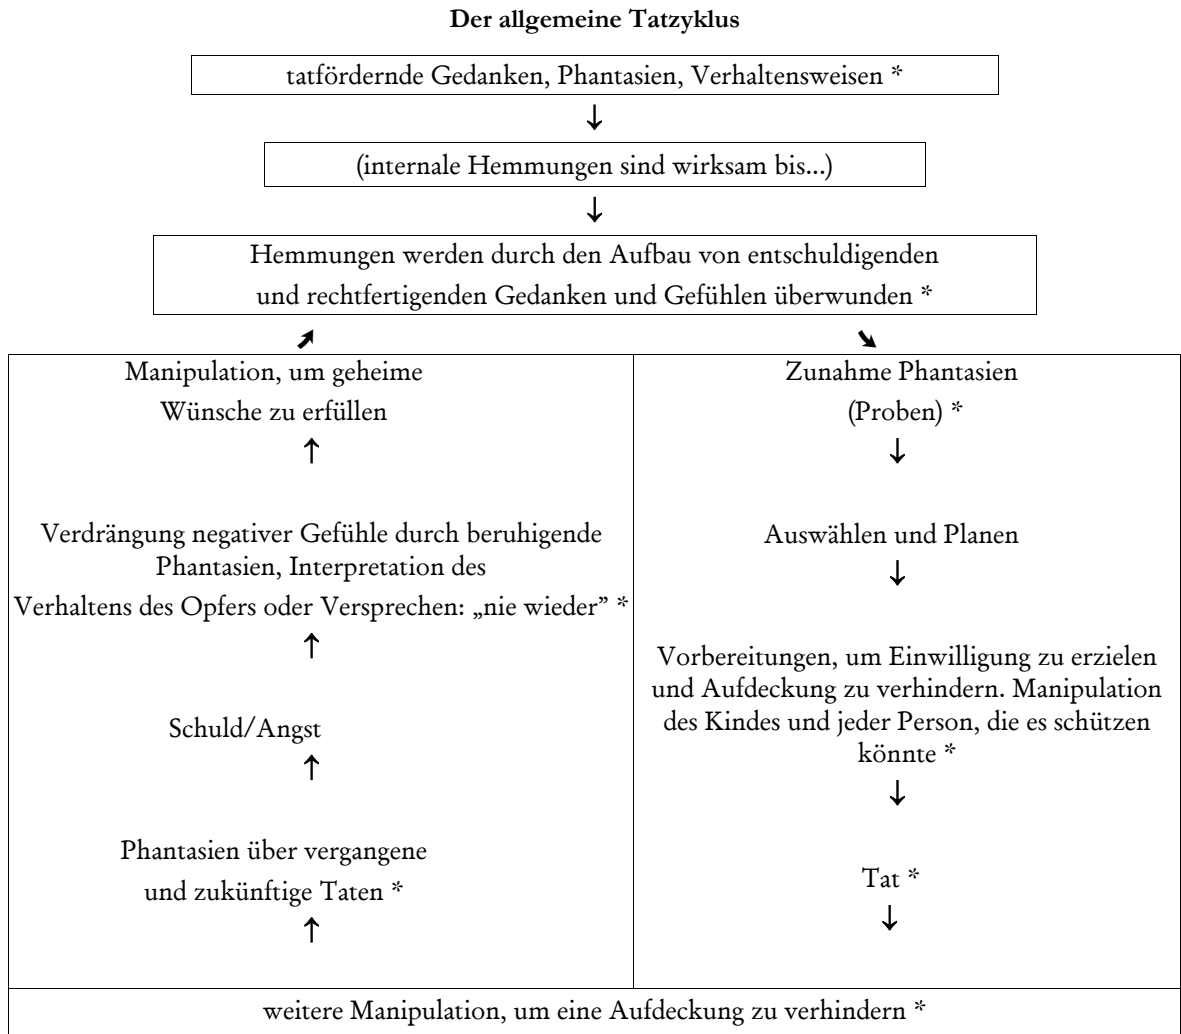 Der allgemeine Tatzyklus
tatfördernde Gedanken, Phantasien, Verhaltensweisen *
↓
(internale Hemmungen sind wirksam bis...)
↓
Hemmungen werden durch den Aufbau von entschuldigenden
und rechtfertigenden Gedanken und Gefühlen überwunden *
Manipulation, um geheime
Wünsche zu erfüllen
↑
Verdrängung negativer Gefühle durch beruhigende
Phantasien, Interpretation des
Verhaltens des Opfers oder Versprechen: „nie wieder” *
↑
Schuld/Angst
↑
Phantasien über vergangene
und zukünftige Taten *
↑
Zunahme Phantasien
(Proben) *
↓
Auswählen und Planen
↓
Vorbereitungen, um Einwilligung zu erzielen
und Aufdeckung zu verhindern. Manipulation
des Kindes und jeder Person, die es schützen
könnte *
↓
Tat *
↓
weitere Manipulation, um eine Aufdeckung zu verhindern *